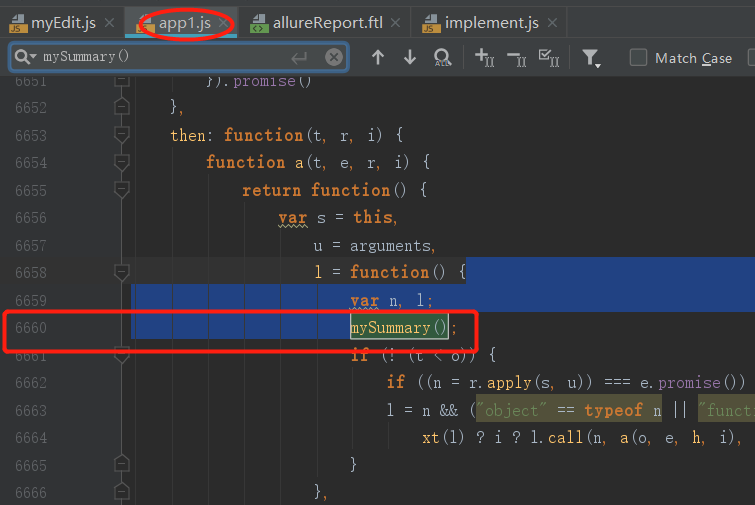 myEdit.js app1.js allureReport.ftl implement.js
mySummary() Match Case
6651 }).promise()
6652 },
6653 then: function(t, r, i) {
6654 function a(t, e, r, i) {
6655 return function() {
6656 var s = this,
6657 u = arguments,
6658 l = function() {
6659 var n, l;
6660 mySummary();
6661 if (! (t < o)) {
6662 if ((n = r.apply(s, u)) === e.promise())
6663 l = n && ("object" == typeof n || "functi
6664 xt(l) ? i ? l.call(n, a(o, e, h, i),
6665 }
6666 },